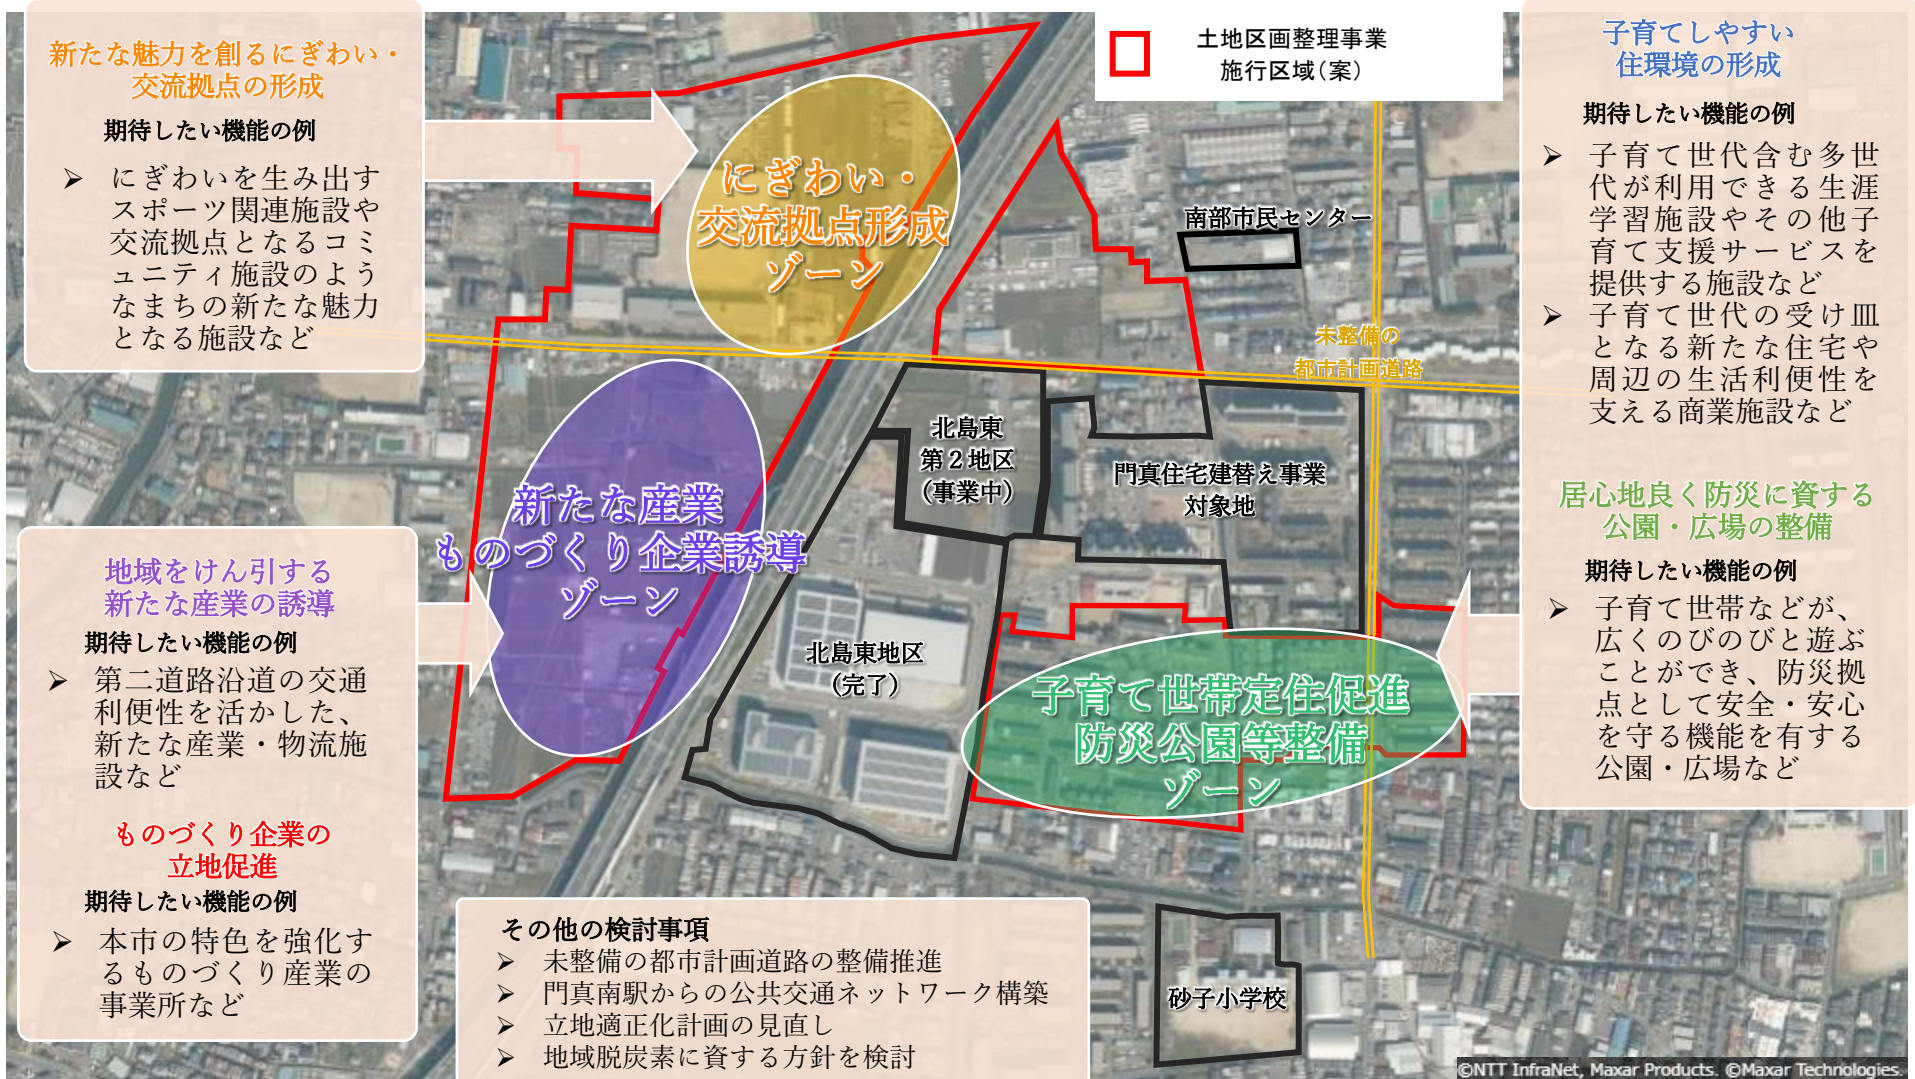 新たな魅力を創るにぎわい・
交流拠点の形成
期待したい機能の例
➢ にぎわいを生み出す
スポーツ関連施設や
交流拠点となるコミ
ュニティ施設のよう
なまちの新たな魅力
となる施設など
地域をけん引する
新たな産業の誘導
期待したい機能の例
➢ 第二道路沿道の交通
利便性を活かした、
新たな産業・物流施
設など
ものづくり企業の
立地促進
期待したい機能の例
➢ 本市の特色を強化す
るものづくり産業の
事業所など
土地区画整理事業
施行区域（案）
にぎわい・
交流拠点形成
ゾーン
南部市民センター
未整備の
都市計画道路
新たな産業
ものづくり企業誘導
ゾーン
北島東
第２地区
（事業中）
門真住宅建替え事業
対象地
北島東地区
（完了）
子育て世帯定住促進
防災公園等整備
ゾーン
砂子小学校
その他の検討事項
➢ 未整備の都市計画道路の整備推進
➢ 門真南駅からの公共交通ネットワーク構築
➢ 立地適正化計画の見直し
➢ 地域脱炭素に資する方針を検討
子育てしやすい
住環境の形成
期待したい機能の例
➢ 子育て世代含む多世
代が利用できる生涯
学習施設やその他子
育て支援サービスを
提供する施設など
➢ 子育て世代の受け皿
となる新たな住宅や
周辺の生活利便性を
支える商業施設など
居心地良く防災に資する
公園・広場の整備
期待したい機能の例
➢ 子育て世帯などが、
広くのびのびと遊ぶ
ことができ、防災拠
点として安全・安心
を守る機能を有する
公園・広場など
©NTT InfraNet, Maxar Products. ©Maxar Technologies.